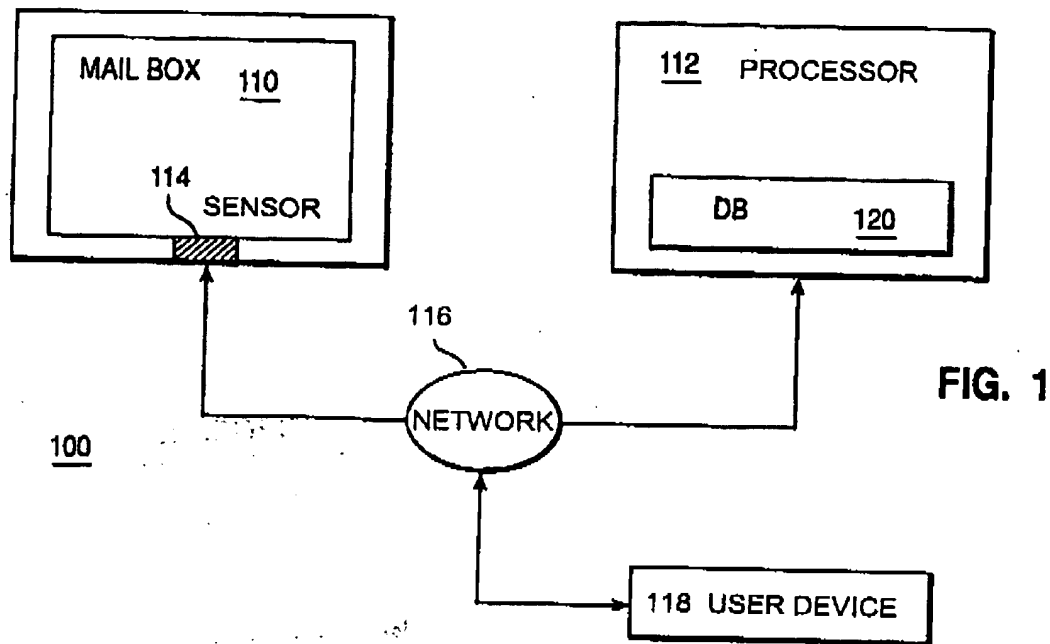 MAIL BOX 110
114
SENSOR
112 PROCESSOR
DB 120
116
NETWORK
FIG. 1
100
118 USER DEVICE